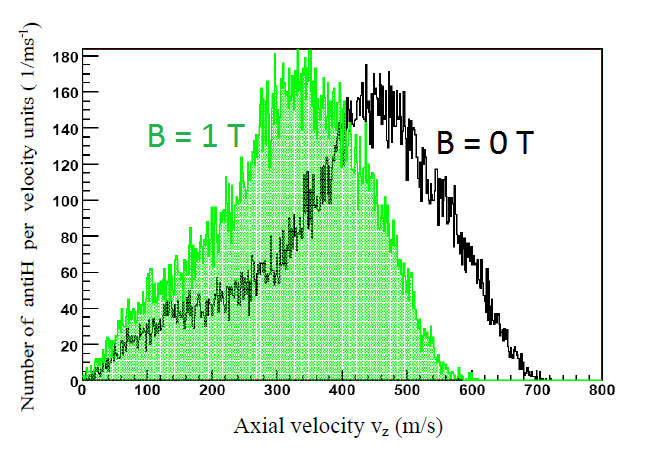 Number of antiH per velocity units ( 1/ms⁻¹)
180
160
140
120
100
80
60
40
20
0
B = 1 T
B = 0 T
0 100 200 300 400 500 600 700 800
Axial velocity v_z (m/s)